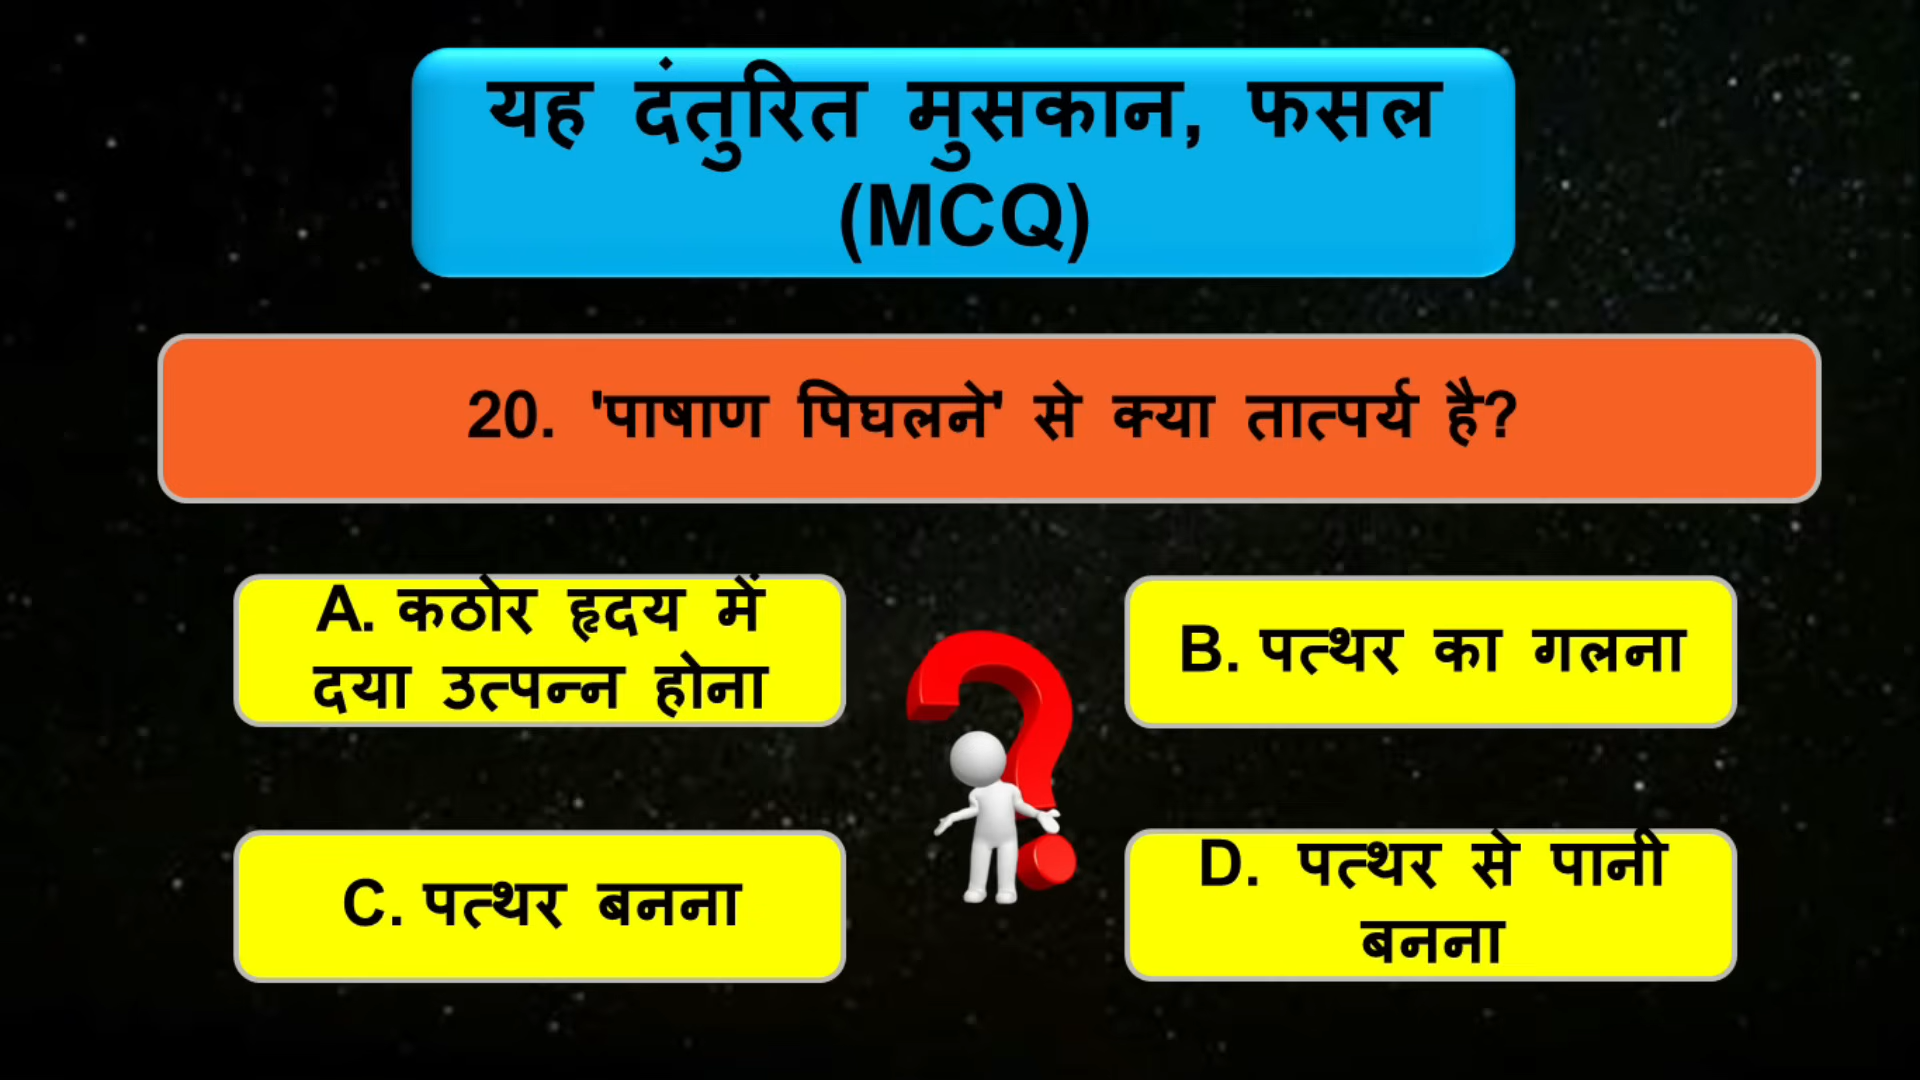 यह दंतुरित मुसकान, फसल
(MCQ)
20. 'पाषाण पिघलने' से क्या तात्पर्य है?
A. कठोर हृदय में
दया उत्पन्न होना
B. पत्थर का गलना
C. पत्थर बनना
D. पत्थर से पानी
बनना